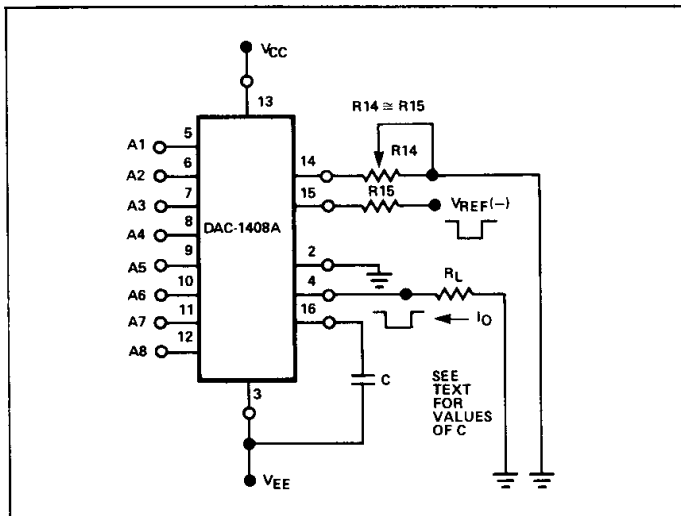 VCC
13
R14 ≅ R15
A1 5
14 R14
A2 6
15 R15 VREF(−)
A3 7
DAC-1408A
A4 8
A5 9
2
A6 10
4 RL
A7 11
16 IO
A8 12
C
SEE
TEXT
FOR
VALUES
OF C
3
VEE